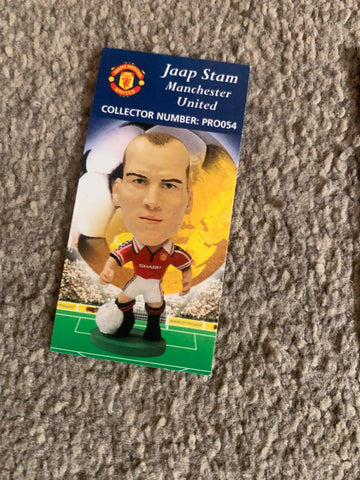 Jaap Stam
Manchester
United
COLLECTOR NUMBER: PRO054
SHARP